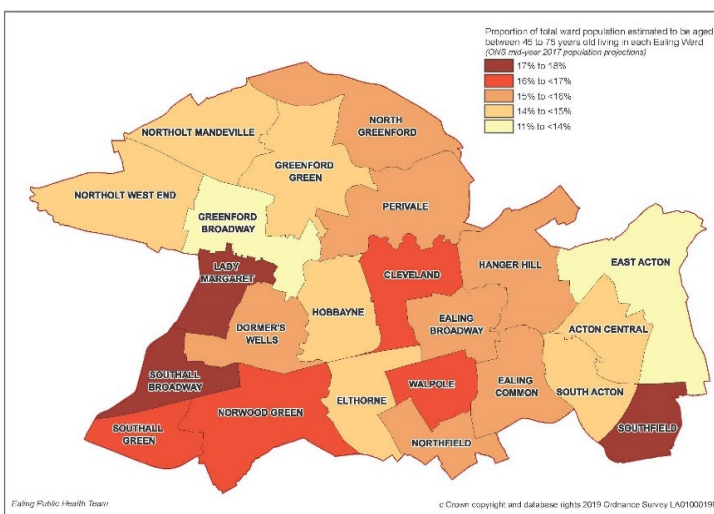 Proportion of total ward population estimated to be aged
between 45 to 75 years old living in each Ealing Ward
(ONS mid-year 2017 population projections)
17% to 18%
16% to <17%
15% to <16%
14% to <15%
11% to <14%
NORTH
GREENFORD
NORTHOLT MANDEVILLE
GREENFORD
GREEN
NORTHOLT WEST END
PERIVALE
GREENFORD
BROADWAY
LADY
MARGARET
CLEVELAND
HANGER HILL
EAST ACTON
HOBBAYNE
EALING
BROADWAY
DORMER'S
WELLS
ACTON CENTRAL
SOUTHALL
BROADWAY
WALPOLE
EALING
COMMON
SOUTH ACTON
ELTHORNE
NORWOOD GREEN
SOUTHALL
GREEN
NORTHFIELD
SOUTHFIELD
Ealing Public Health Team
c Crown copyright and database rights 2019 Ordnance Survey